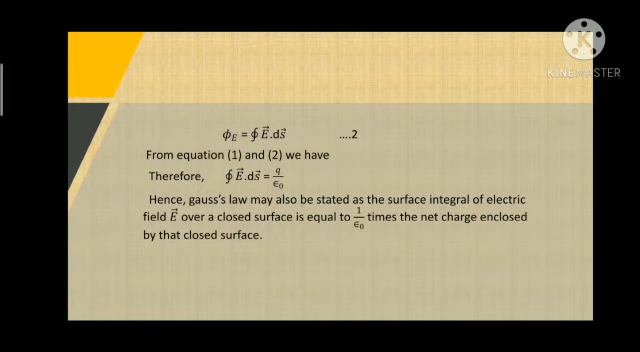 KINEMASTER
ϕ_E = ∮ E⃗.ds⃗ ....2
From equation (1) and (2) we have
Therefore, ∮ E⃗.ds⃗ = q/∈₀
Hence, gauss's law may also be stated as the surface integral of electric
field E⃗ over a closed surface is equal to 1/∈₀ times the net charge enclosed
by that closed surface.